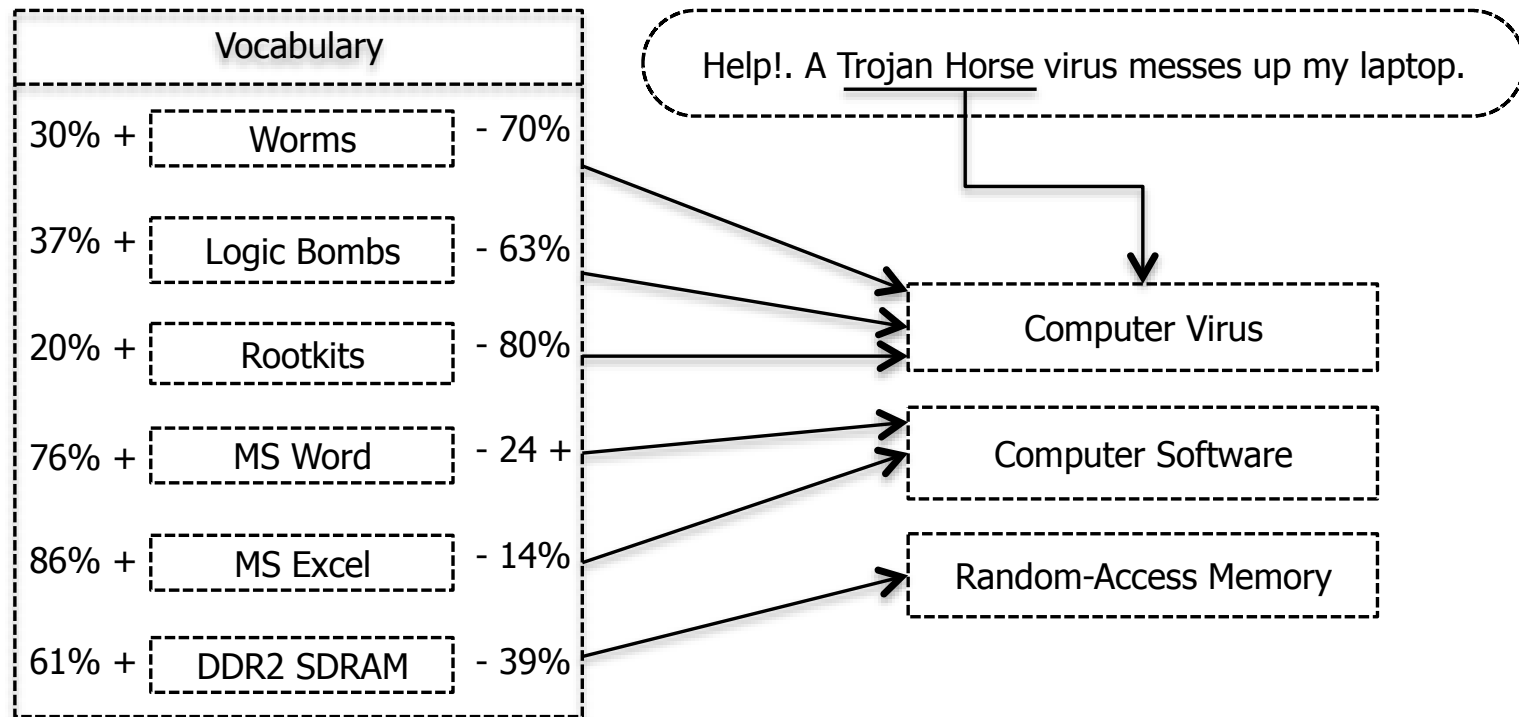 Vocabulary
Help!. A Trojan Horse virus messes up my laptop.
30% + Worms - 70%
37% + Logic Bombs - 63%
20% + Rootkits - 80%
76% + MS Word - 24 +
86% + MS Excel - 14%
61% + DDR2 SDRAM - 39%
Computer Virus
Computer Software
Random-Access Memory